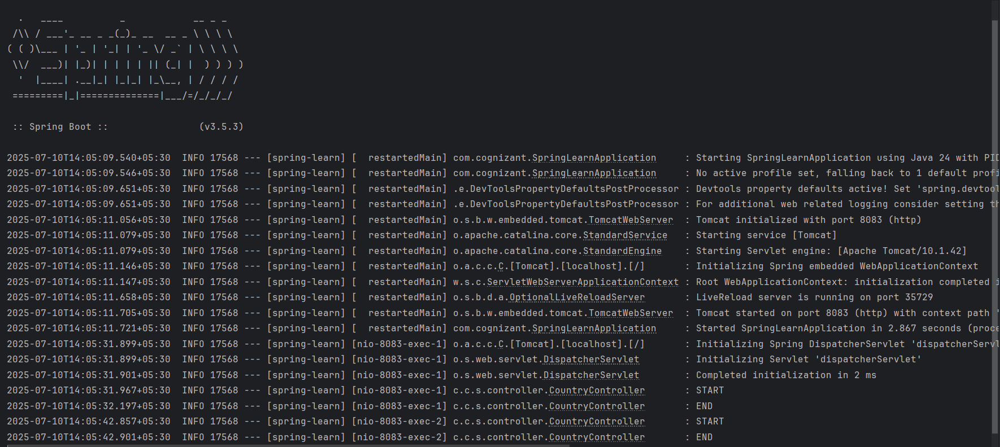 .   ____          _            __ _ _
 /\\ / ___'_ __ _ _(_)_ __  __ _ \ \ \ \
( ( )\___ | '_ | '_| | '_ \/ _` | \ \ \ \
 \\/  ___)| |_)| | | | | || (_| |  ) ) ) )
  '  |____| .__|_| |_|_| |_\__, | / / / /
 =========|_|==============|___/=/_/_/_/

 :: Spring Boot ::                (v3.5.3)

2025-07-10T14:05:09.540+05:30  INFO 17568 --- [spring-learn] [  restartedMain] com.cognizant.SpringLearnApplication     : Starting SpringLearnApplication using Java 24 with PID
2025-07-10T14:05:09.546+05:30  INFO 17568 --- [spring-learn] [  restartedMain] com.cognizant.SpringLearnApplication     : No active profile set, falling back to 1 default profi
2025-07-10T14:05:09.651+05:30  INFO 17568 --- [spring-learn] [  restartedMain] .e.DevToolsPropertyDefaultsPostProcessor : Devtools property defaults active! Set 'spring.devtool
2025-07-10T14:05:09.651+05:30  INFO 17568 --- [spring-learn] [  restartedMain] .e.DevToolsPropertyDefaultsPostProcessor : For additional web related logging consider setting th
2025-07-10T14:05:11.056+05:30  INFO 17568 --- [spring-learn] [  restartedMain] o.s.b.w.embedded.tomcat.TomcatWebServer  : Tomcat initialized with port 8083 (http)
2025-07-10T14:05:11.079+05:30  INFO 17568 --- [spring-learn] [  restartedMain] o.apache.catalina.core.StandardService   : Starting service [Tomcat]
2025-07-10T14:05:11.079+05:30  INFO 17568 --- [spring-learn] [  restartedMain] o.apache.catalina.core.StandardEngine    : Starting Servlet engine: [Apache Tomcat/10.1.42]
2025-07-10T14:05:11.146+05:30  INFO 17568 --- [spring-learn] [  restartedMain] o.a.c.c.C.[Tomcat].[localhost].[/]       : Initializing Spring embedded WebApplicationContext
2025-07-10T14:05:11.147+05:30  INFO 17568 --- [spring-learn] [  restartedMain] w.s.c.ServletWebServerApplicationContext : Root WebApplicationContext: initialization completed i
2025-07-10T14:05:11.658+05:30  INFO 17568 --- [spring-learn] [  restartedMain] o.s.b.d.a.OptionalLiveReloadServer       : LiveReload server is running on port 35729
2025-07-10T14:05:11.705+05:30  INFO 17568 --- [spring-learn] [  restartedMain] o.s.b.w.embedded.tomcat.TomcatWebServer  : Tomcat started on port 8083 (http) with context path '
2025-07-10T14:05:11.721+05:30  INFO 17568 --- [spring-learn] [  restartedMain] com.cognizant.SpringLearnApplication     : Started SpringLearnApplication in 2.867 seconds (proce
2025-07-10T14:05:31.899+05:30  INFO 17568 --- [spring-learn] [nio-8083-exec-1] o.a.c.c.C.[Tomcat].[localhost].[/]       : Initializing Spring DispatcherServlet 'dispatcherServl
2025-07-10T14:05:31.899+05:30  INFO 17568 --- [spring-learn] [nio-8083-exec-1] o.s.web.servlet.DispatcherServlet        : Initializing Servlet 'dispatcherServlet'
2025-07-10T14:05:31.901+05:30  INFO 17568 --- [spring-learn] [nio-8083-exec-1] o.s.web.servlet.DispatcherServlet        : Completed initialization in 2 ms
2025-07-10T14:05:31.967+05:30  INFO 17568 --- [spring-learn] [nio-8083-exec-1] c.c.s.controller.CountryController       : START
2025-07-10T14:05:32.197+05:30  INFO 17568 --- [spring-learn] [nio-8083-exec-1] c.c.s.controller.CountryController       : END
2025-07-10T14:05:42.857+05:30  INFO 17568 --- [spring-learn] [nio-8083-exec-2] c.c.s.controller.CountryController       : START
2025-07-10T14:05:42.901+05:30  INFO 17568 --- [spring-learn] [nio-8083-exec-2] c.c.s.controller.CountryController       : END